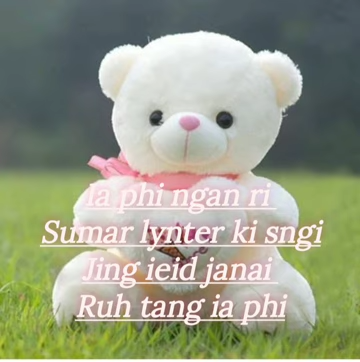 Ia phi ngan ri
Sumar lynter ki sngi
Jing ieid janai
Ruh tang ia phi